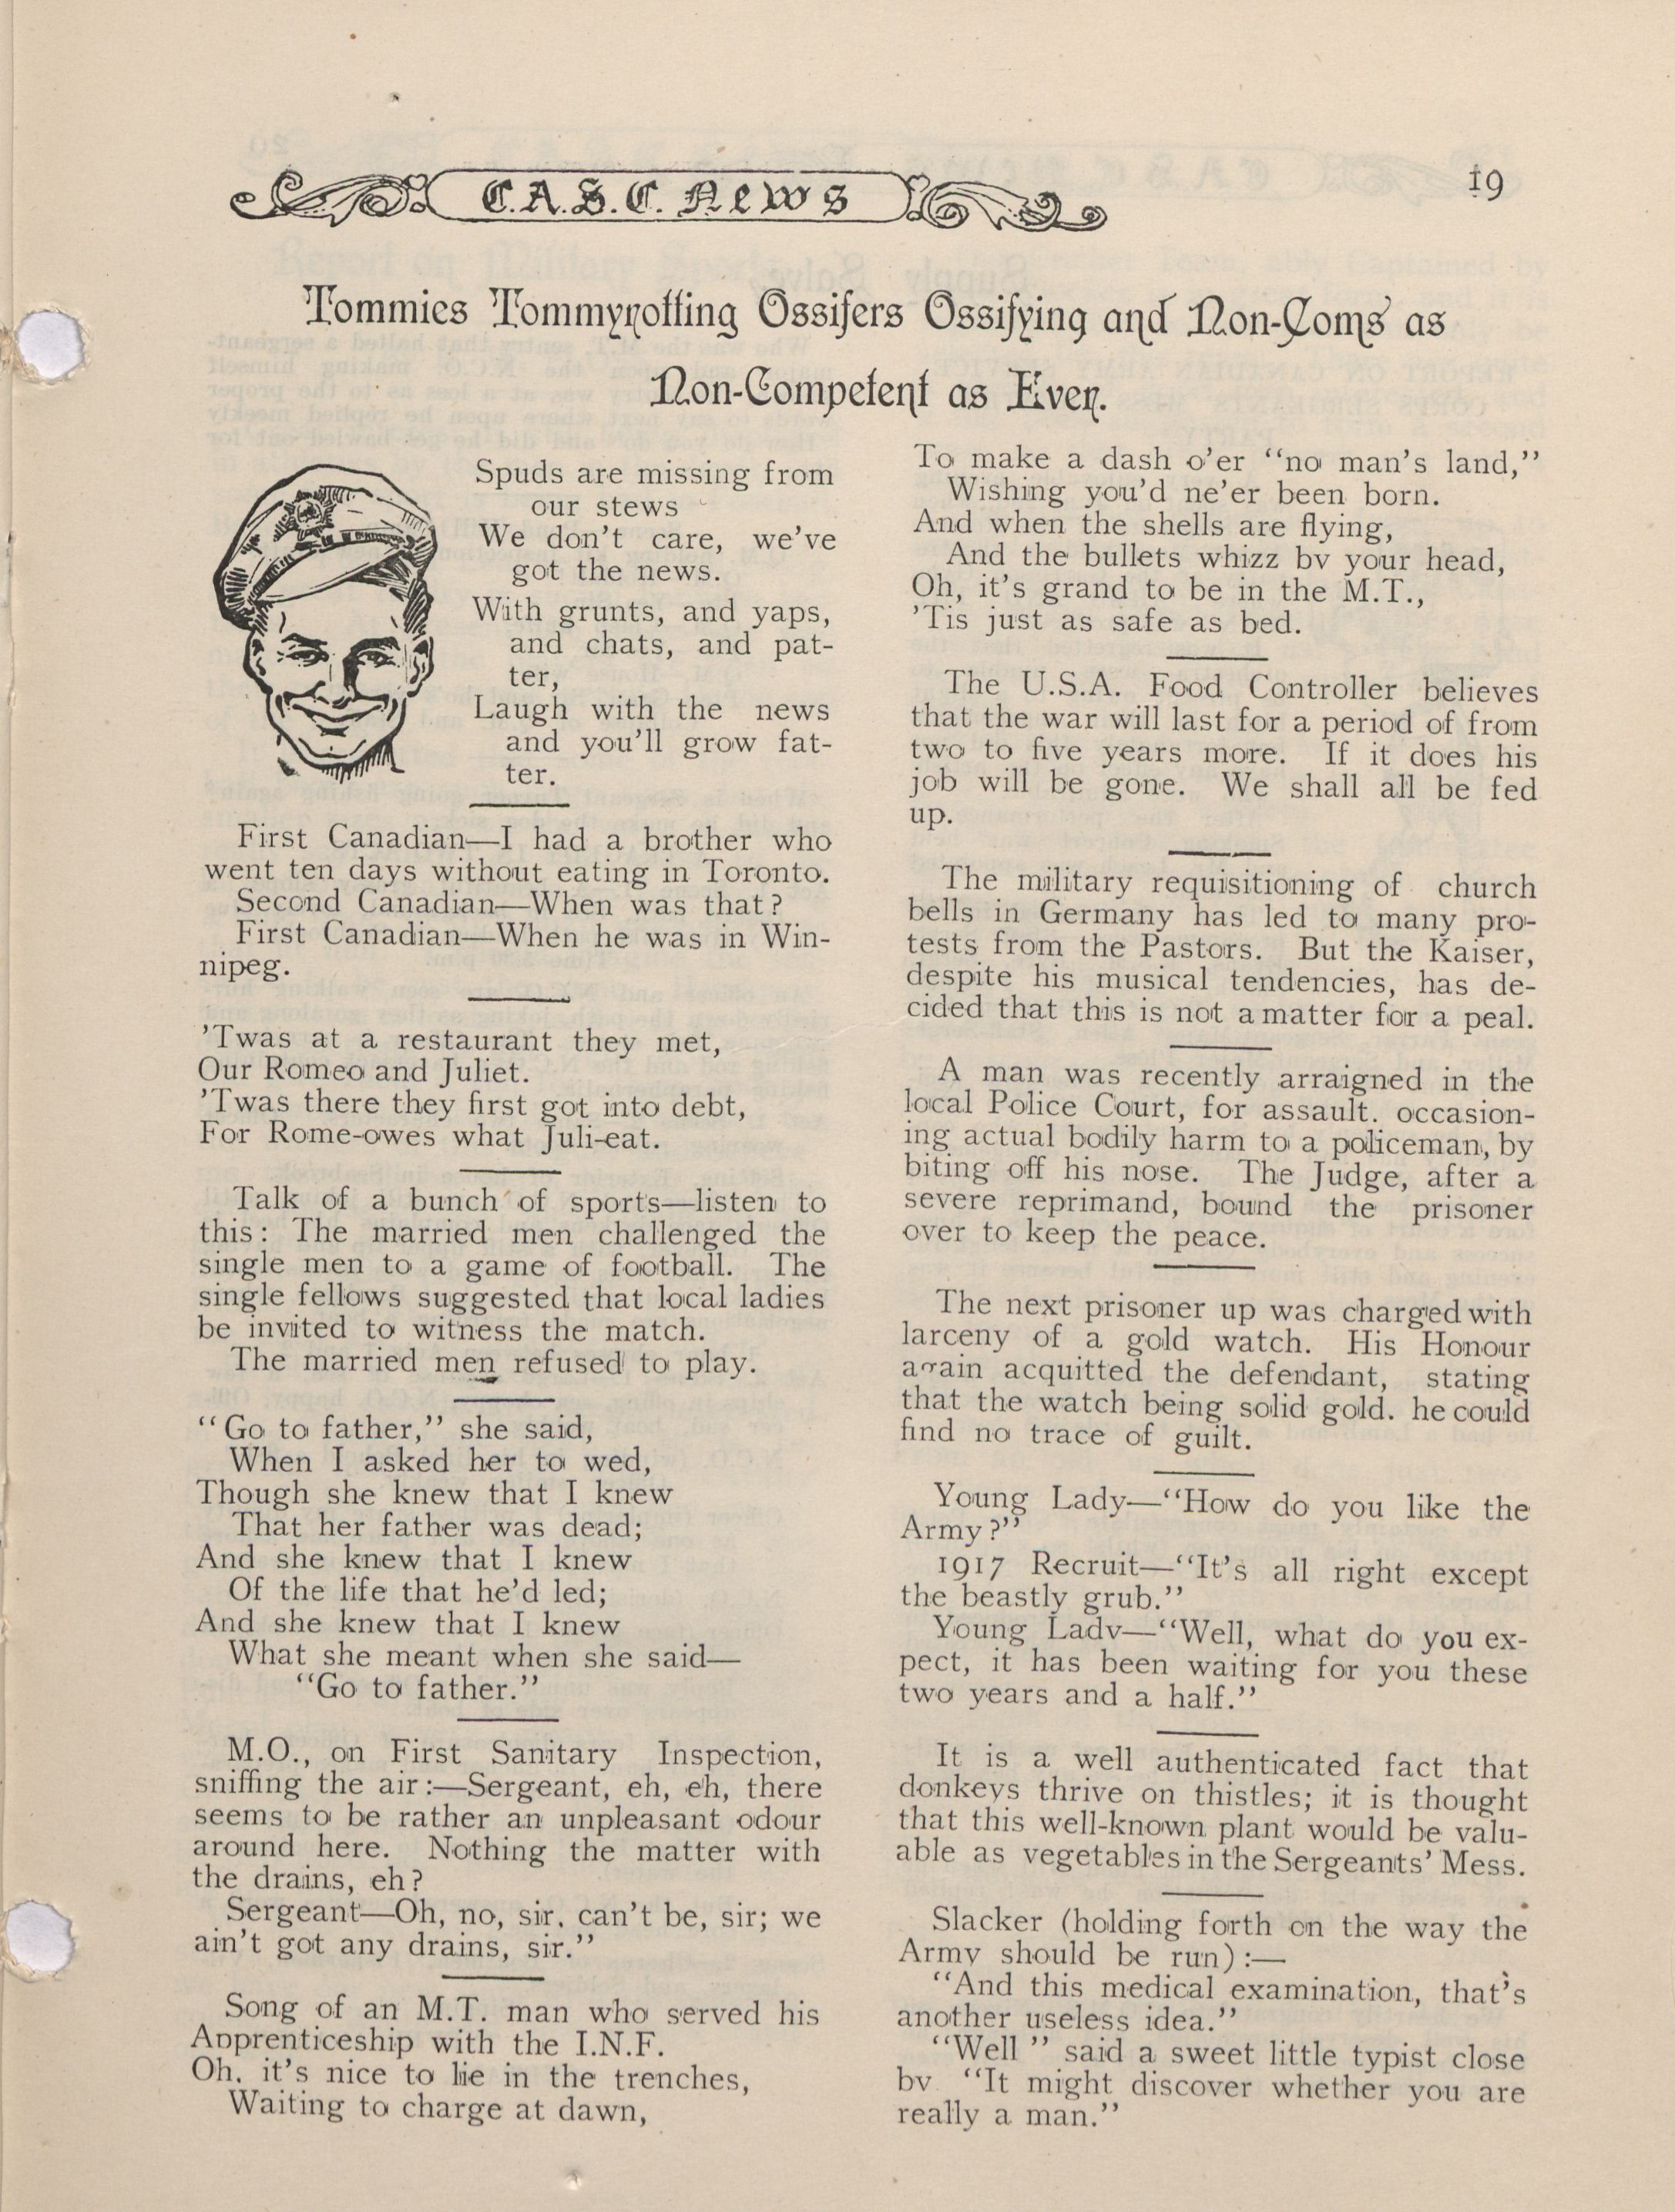 C.A.S.C. News
19
Tommies Tommyrotting Ossifers Ossifying and Non-Coms as
Non-Competent as Ever.
Spuds are missing from
our stews
We don't care, we've
got the news.
With grunts, and yaps,
and chats, and pat-
ter,
Laugh with the news
and you'll grow fat-
ter.
First Canadian—I had a brother who
went ten days without eating in Toronto.
Second Canadian—When was that?
First Canadian—When he was in Win-
nipeg.
'Twas at a restaurant they met,
Our Romeo and Juliet.
'Twas there they first got into debt,
For Rome-owes what Juli-eat.
Talk of a bunch of sports—listen to
this: The married men challenged the
single men to a game of football. The
single fellows suggested that local ladies
be invited to witness the match.
The married men refused to play.
"Go to father," she said,
When I asked her to wed,
Though she knew that I knew
That her father was dead;
And she knew that I knew
Of the life that he'd led;
And she knew that I knew
What she meant when she said—
"Go to father."
M.O., on First Sanitary Inspection,
sniffing the air:—Sergeant, eh, eh, there
seems to be rather an unpleasant odour
around here. Nothing the matter with
the drains, eh?
Sergeant—Oh, no, sir, can't be, sir; we
ain't got any drains, sir."
Song of an M.T. man who served his
Apprenticeship with the I.N.F.
Oh, it's nice to lie in the trenches,
Waiting to charge at dawn,
To make a dash o'er "no man's land,"
Wishing you'd ne'er been born.
And when the shells are flying,
And the bullets whizz by your head,
Oh, it's grand to be in the M.T.,
'Tis just as safe as bed.
The U.S.A. Food Controller believes
that the war will last for a period of from
two to five years more. If it does his
job will be gone. We shall all be fed
up.
The military requisitioning of church
bells in Germany has led to many pro-
tests from the Pastors. But the Kaiser,
despite his musical tendencies, has de-
cided that this is not a matter for a peal.
A man was recently arraigned in the
local Police Court, for assault. occasion-
ing actual bodily harm to a policeman, by
biting off his nose. The Judge, after a
severe reprimand, bound the prisoner
over to keep the peace.
The next prisoner up was charged with
larceny of a gold watch. His Honour
again acquitted the defendant, stating
that the watch being solid gold. he could
find no trace of guilt.
Young Lady—"How do you like the
Army?"
1917 Recruit—"It's all right except
the beastly grub."
Young Lady—"Well, what do you ex-
pect, it has been waiting for you these
two years and a half."
It is a well authenticated fact that
donkeys thrive on thistles; it is thought
that this well-known plant would be valu-
able as vegetables in the Sergeants' Mess.
Slacker (holding forth on the way the
Army should be run):—
"And this medical examination, that's
another useless idea."
"Well " said a sweet little typist close
by. "It might discover whether you are
really a man."